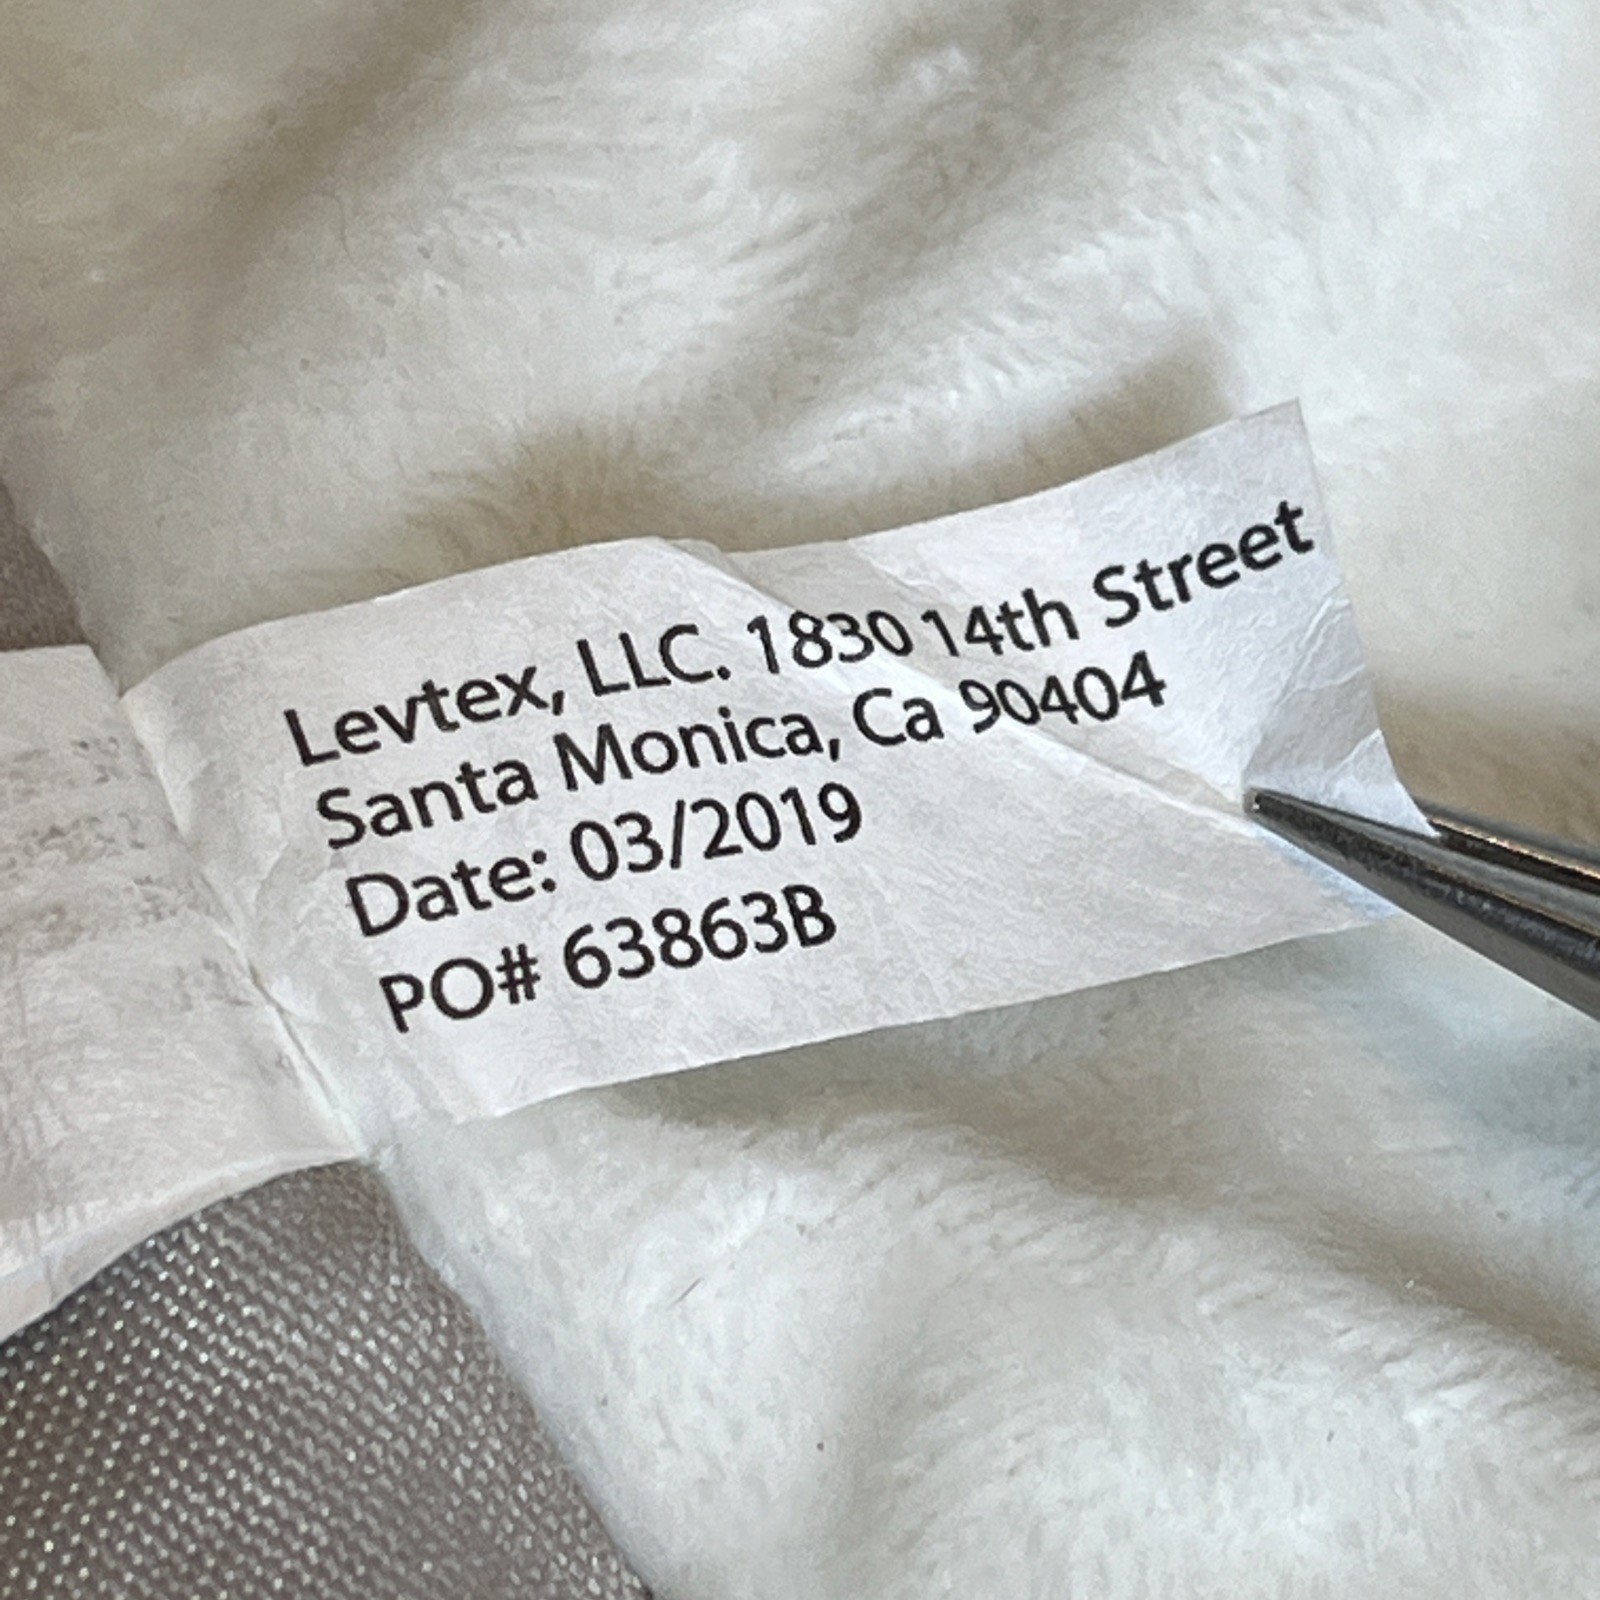 Levtex, LLC. 1830 14th Street
Santa Monica, Ca 90404
Date: 03/2019
PO# 63863B